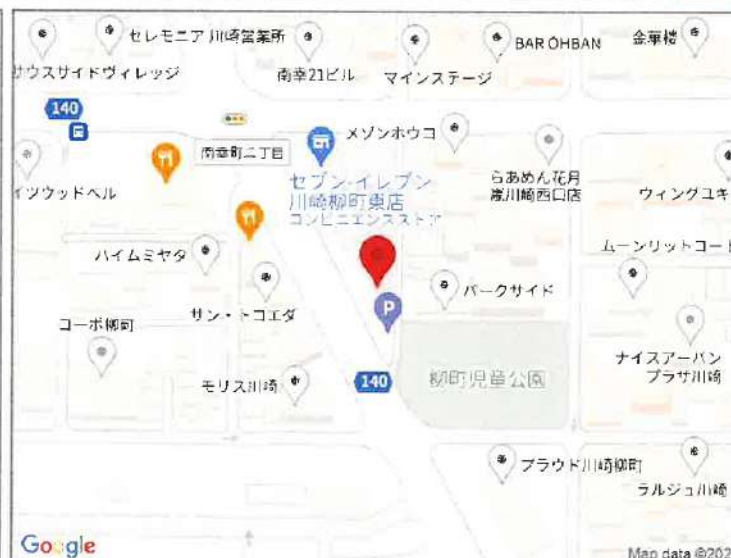 セレモニア川崎営業所
BAR OHBAN
金華楼
サウスサイドヴィレッジ
南幸21ビル
マインステージ
140
南幸町二丁目
メゾンホウコ
セブン-イレブン
川崎柳町東店
コンビニエンスストア
らあめん花月
嵐川崎西口店
イツウッドベル
ウィングユキ
ハイムミヤタ
ムーンリットコート
パークサイド
サン・トコエダ
P
コーポ柳町
ナイスアーバン
プラザ川崎
モリス川崎
140
柳町児童公園
プラウド川崎柳町
ラルジュ川崎
Google
Map data ©202